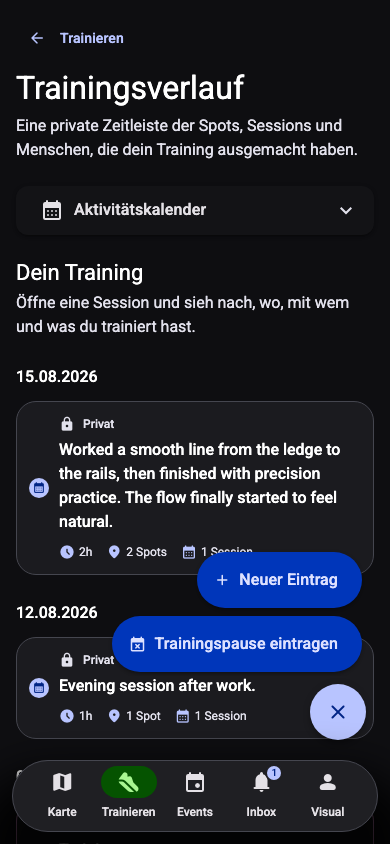 Trainieren
Trainingsverlauf
Eine private Zeitleiste der Spots, Sessions und
Menschen, die dein Training ausgemacht haben.
Aktivitätskalender
Dein Training
Öffne eine Session und sieh nach, wo, mit wem
und was du trainiert hast.
15.08.2026
Privat
Worked a smooth line from the ledge to
the rails, then finished with precision
practice. The flow finally started to feel
natural.
2h 2 Spots 1 Session
Neuer Eintrag
12.08.2026
Trainingspause eintragen
Privat
Evening session after work.
1h 1 Spot 1 Session
1
Karte Trainieren Events Inbox Visual